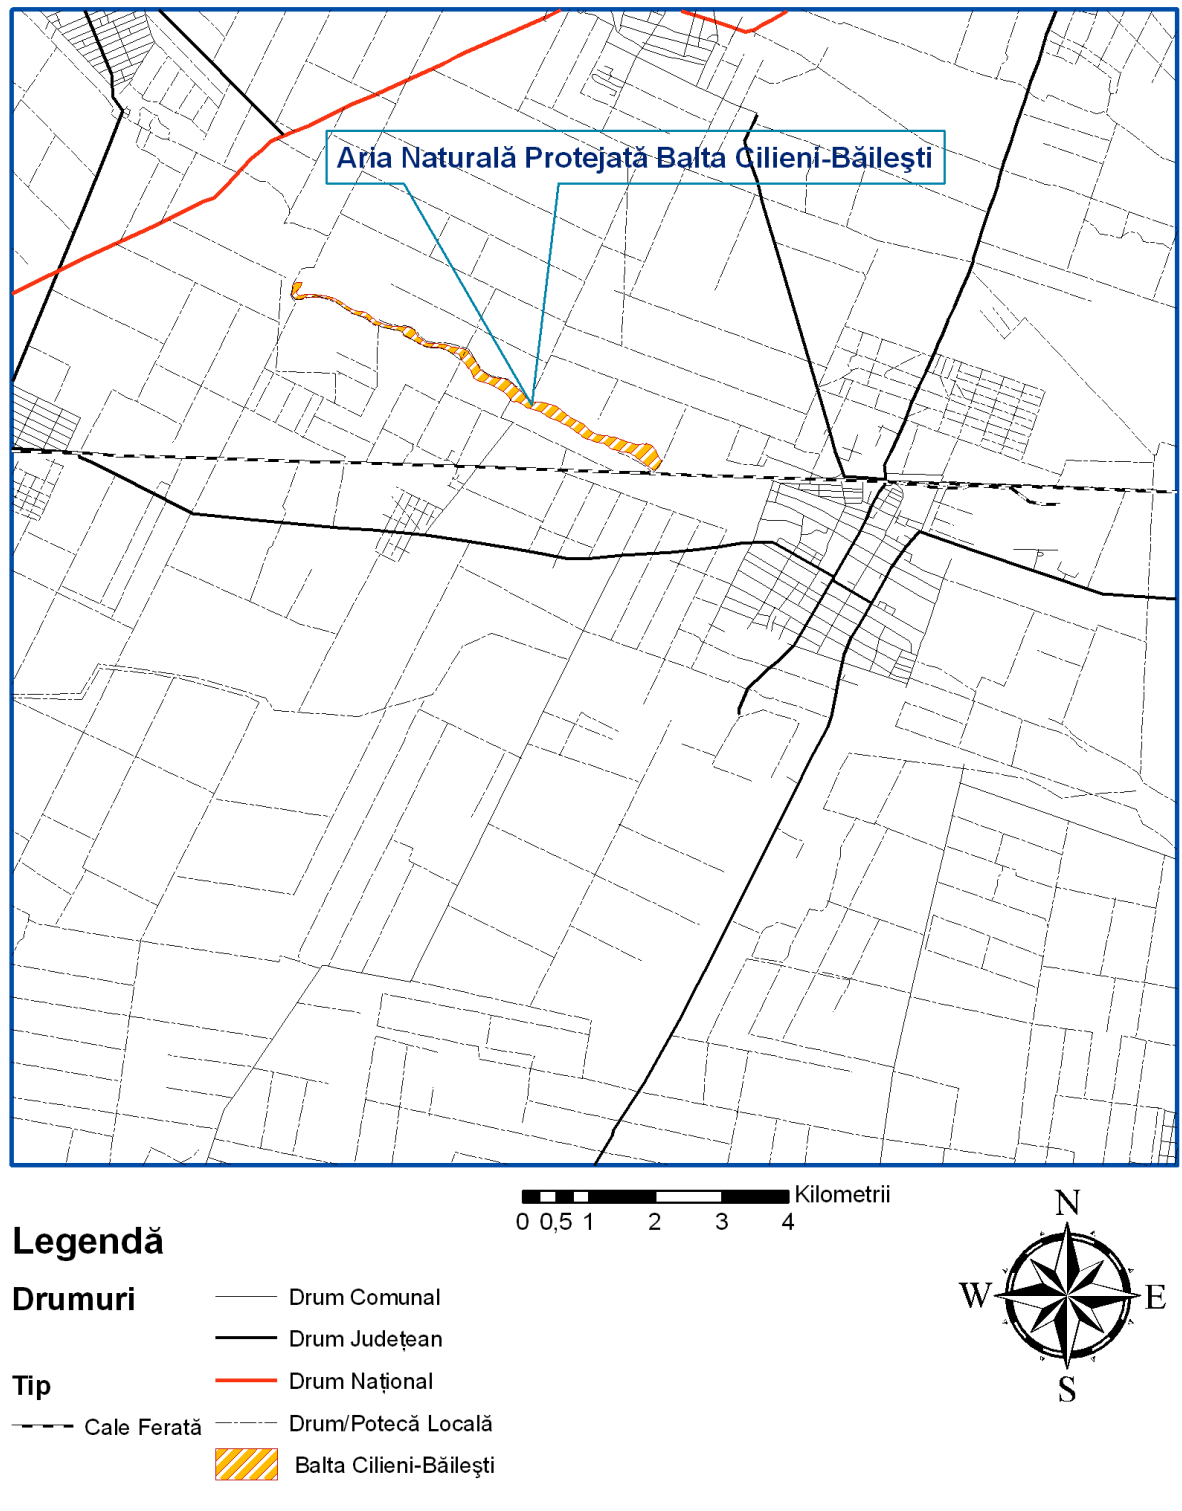 Aria Naturală Protejată Balta Cilieni-Băileşti
Kilometrii
0 0,5 1 2 3 4
N
W E
S
Legendă
Drumuri
Drum Comunal
Drum Județean
Tip
Drum Național
Cale Ferată
Drum/Potecă Locală
Balta Cilieni-Băileşti